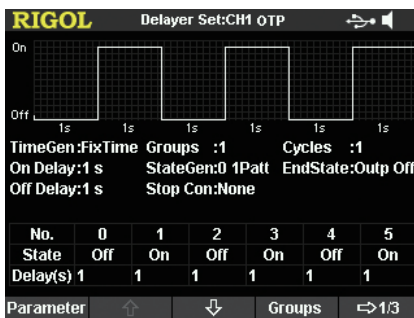 RIGOL Delayer Set:CH1 OTP
On
Off
1s 1s 1s 1s 1s 1s
TimeGen:FixTime Groups :1 Cycles :1
On Delay:1 s StateGen:0 1Patt EndState:Outp Off
Off Delay:1 s Stop Con:None
No. 0 1 2 3 4 5
State Off On Off On Off On
Delay(s) 1 1 1 1 1 1
Parameter Groups 1/3